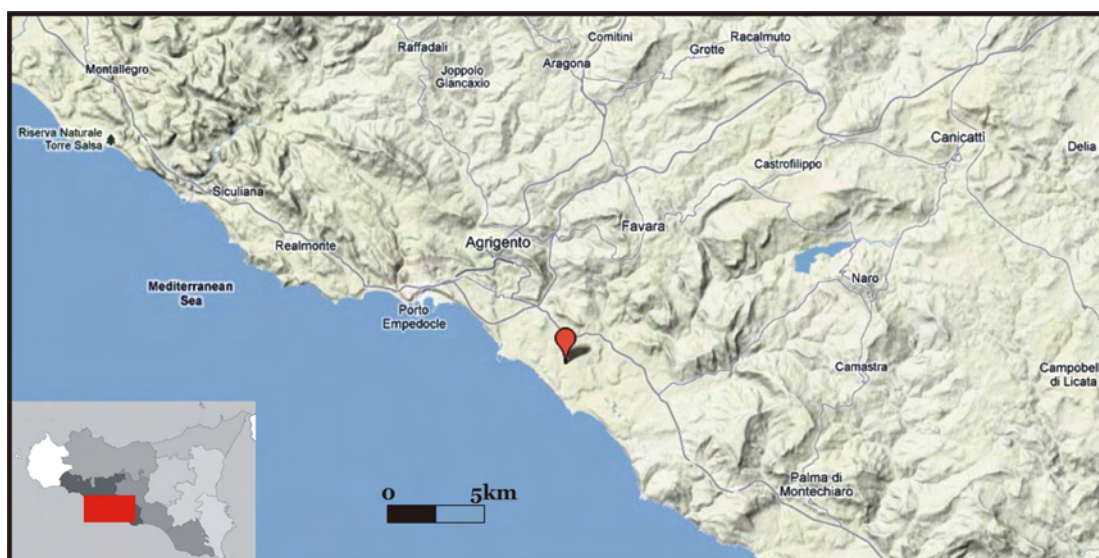 Comitini
Racalmuto
Raffadali
Grotte
Aragona
Joppolo
Giancaxio
Montallegro
Riserva Naturale
Torre Salsa
Canicattì
Delia
Castrofilippo
Siculiana
Favara
Agrigento
Realmonte
Naro
Mediterranean
Sea
Porto
Empedocle
Camastra
Campobell
di Licata
Palma di
Montechiaro
0 5km